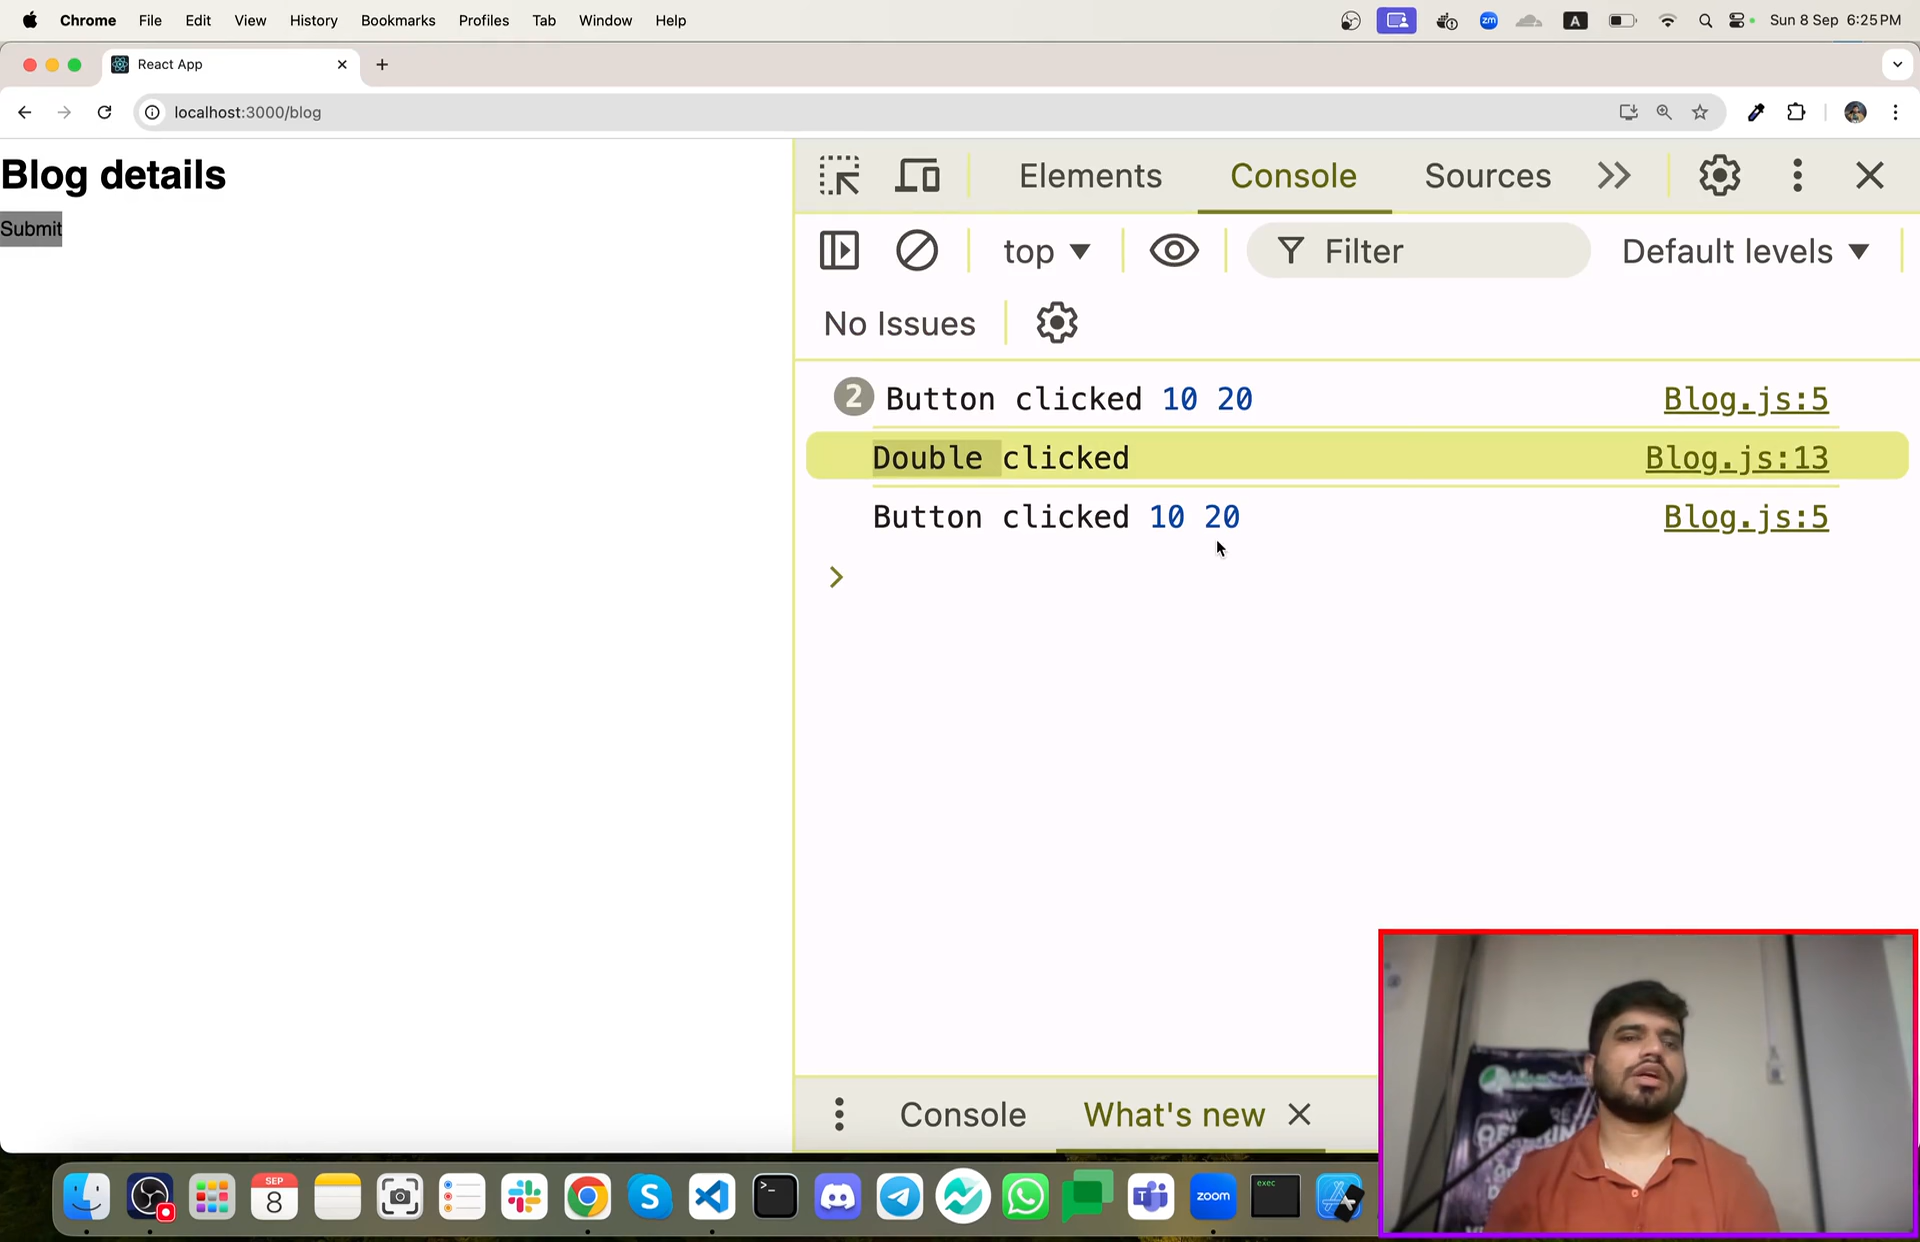 Chrome File Edit View History Bookmarks Profiles Tab Window Help
zm A Sun 8 Sep 6:25 PM
React App
localhost:3000/blog
Blog details
Submit
Elements Console Sources
top Filter Default levels
No Issues
2 Button clicked 10 20 Blog.js:5
Double clicked Blog.js:13
Button clicked 10 20 Blog.js:5
Console What's new
SEP
8
S
T
zoom
exec